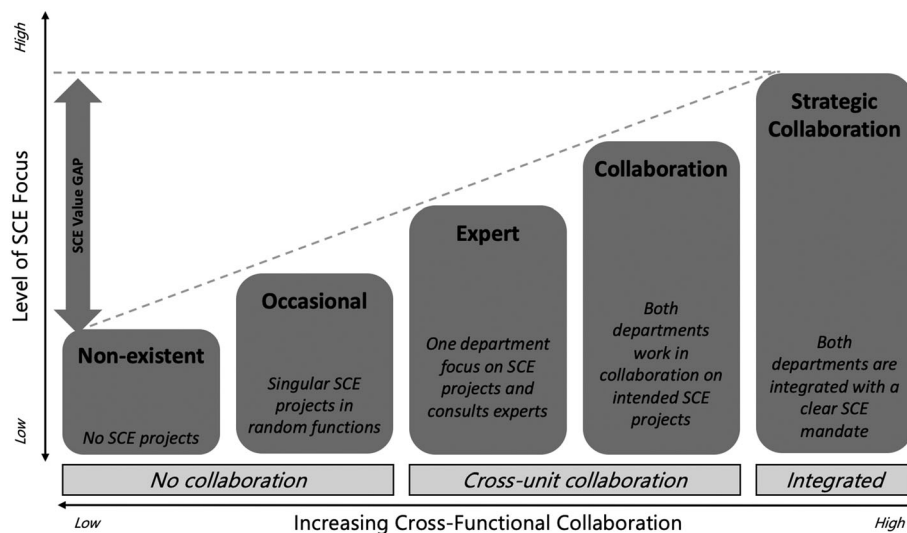 High
Level of SCE Focus
Low
SCE Value GAP
Non-existent
No SCE projects
Occasional
Singular SCE
projects in
random functions
Expert
One department
focus on SCE
projects and
consults experts
Collaboration
Both
departments
work in
collaboration on
intended SCE
projects
Strategic
Collaboration
Both
departments are
integrated with a
clear SCE
mandate
No collaboration
Cross-unit collaboration
Integrated
Low
Increasing Cross-Functional Collaboration
High